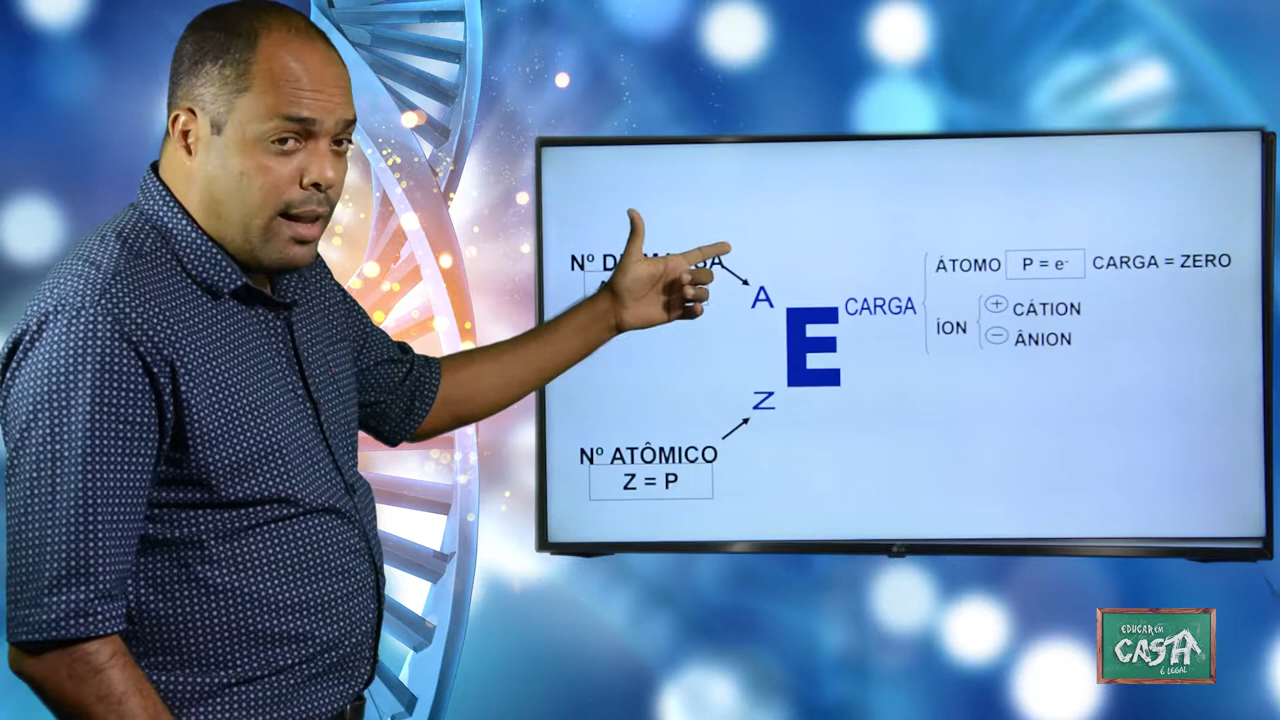 Nº
A
E
Z
CARGA
ÁTOMO P = e- CARGA = ZERO
ÍON
+ CÁTION
− ÂNION
Nº ATÔMICO
Z = P
EDUCAR EM
CASA
É LEGAL